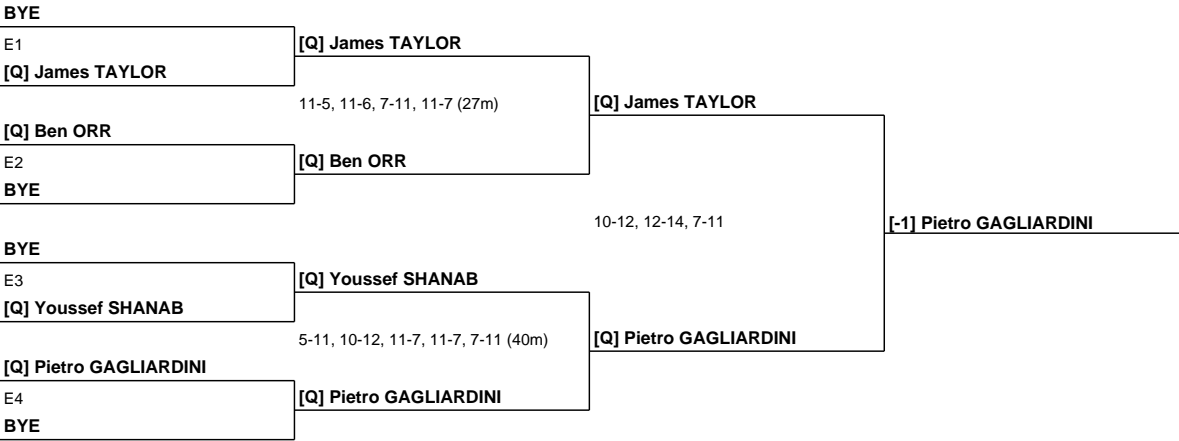 BYE
E1
[Q] James TAYLOR
[Q] James TAYLOR
11-5, 11-6, 7-11, 11-7 (27m)
[Q] James TAYLOR
[Q] Ben ORR
E2
[Q] Ben ORR
BYE
10-12, 12-14, 7-11
[-1] Pietro GAGLIARDINI
BYE
E3
[Q] Youssef SHANAB
[Q] Youssef SHANAB
5-11, 10-12, 11-7, 11-7, 7-11 (40m)
[Q] Pietro GAGLIARDINI
[Q] Pietro GAGLIARDINI
E4
[Q] Pietro GAGLIARDINI
BYE